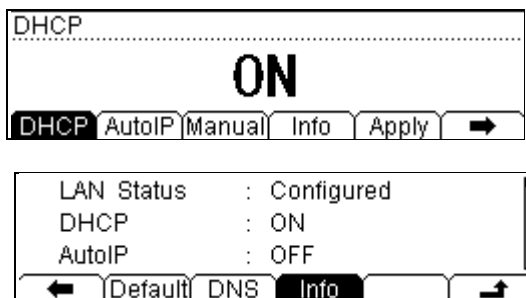 DHCP
ON
DHCP AutoIP Manual Info Apply
LAN Status : Configured
DHCP : ON
AutoIP : OFF
Default DNS Info